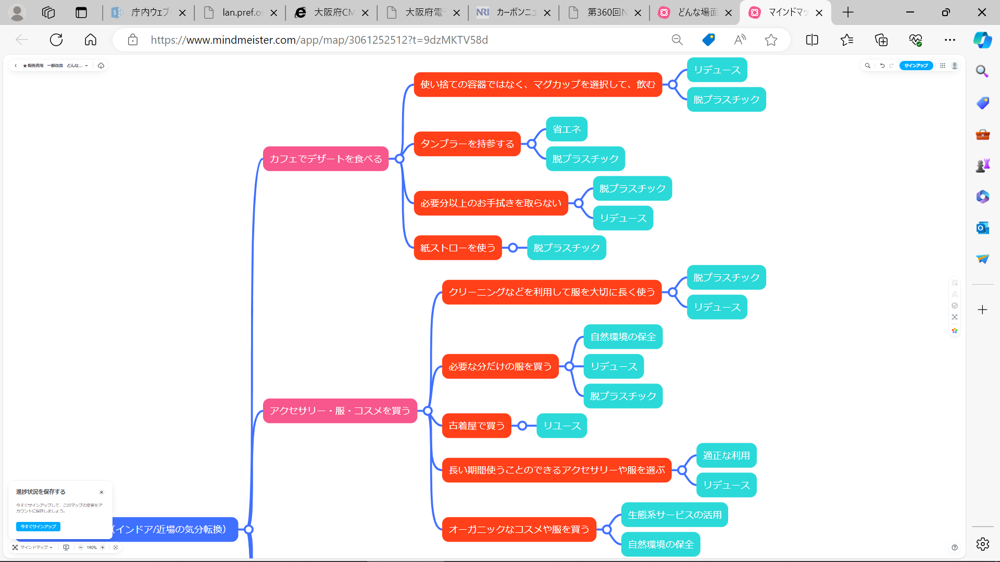 庁内ウェブ
lan.pref.os
大阪府CM
大阪府電子
NRI カーボンニュ
第360回N
どんな場面
マインドマッ
https://www.mindmeister.com/app/map/3061252512?t=9dzMKTV58d
★報告書用 一部改良 どんな...
サインアップ
使い捨ての容器ではなく、マグカップを選択して、飲む
リデュース
脱プラスチック
タンブラーを持参する
省エネ
脱プラスチック
カフェでデザートを食べる
必要分以上のお手拭きを取らない
脱プラスチック
リデュース
紙ストローを使う
脱プラスチック
クリーニングなどを利用して服を大切に長く使う
脱プラスチック
リデュース
必要な分だけの服を買う
自然環境の保全
リデュース
脱プラスチック
アクセサリー・服・コスメを買う
古着屋で買う
リユース
長い期間使うことのできるアクセサリーや服を選ぶ
適正な利用
リデュース
オーガニックなコスメや服を買う
生態系サービスの活用
自然環境の保全
進捗状況を保存する
今すぐサインアップして、このマップの変更をア
カウントに保存しましょう。
今すぐサインアップ
（インドア/近場の気分転換）
マインドマップ
190%